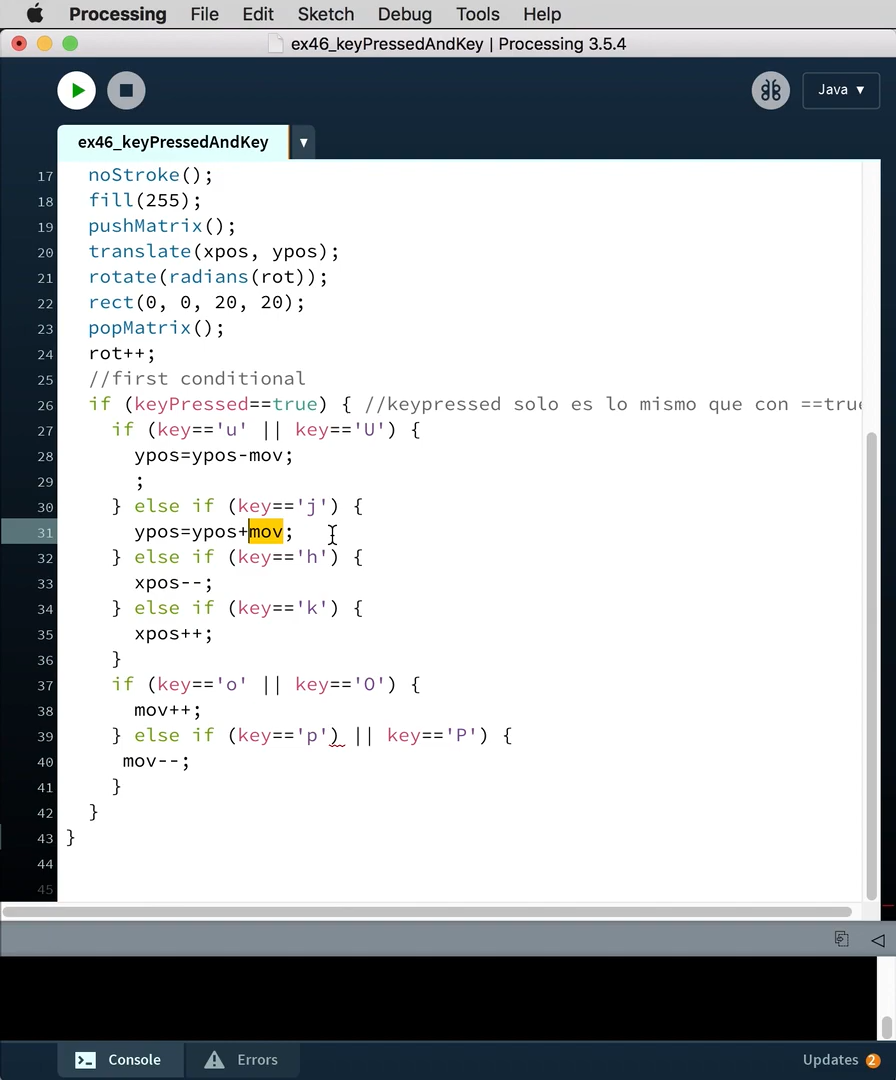 Processing File Edit Sketch Debug Tools Help
ex46_keyPressedAndKey | Processing 3.5.4
Java ▼
ex46_keyPressedAndKey ▼
17 noStroke();
18 fill(255);
19 pushMatrix();
20 translate(xpos, ypos);
21 rotate(radians(rot));
22 rect(0, 0, 20, 20);
23 popMatrix();
24 rot++;
25 //first conditional
26 if (keyPressed==true) { //keypressed solo es lo mismo que con ==true
27 if (key=='u' || key=='U') {
28 ypos=ypos-mov;
29 ;
30 } else if (key=='j') {
31 ypos=ypos+mov;
32 } else if (key=='h') {
33 xpos--;
34 } else if (key=='k') {
35 xpos++;
36 }
37 if (key=='o' || key=='O') {
38 mov++;
39 } else if (key=='p') || key=='P') {
40 mov--;
41 }
42 }
43 }
44
45
Console Errors Updates 2